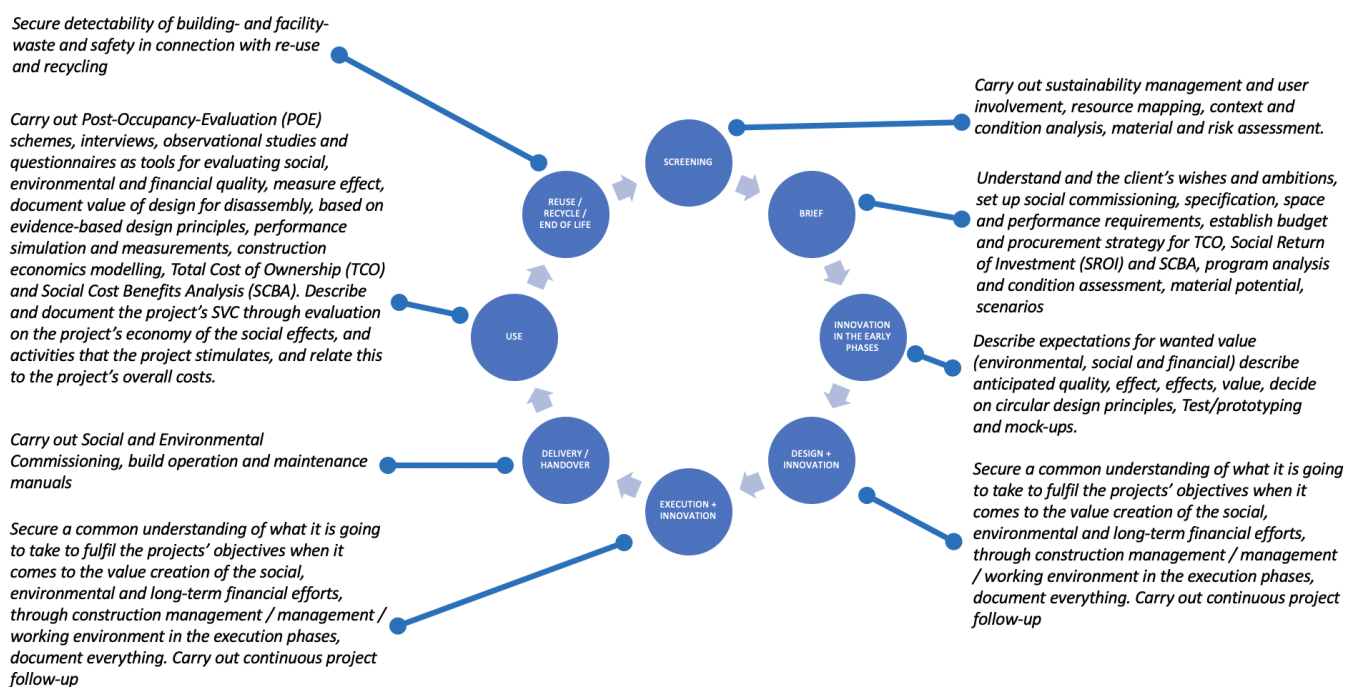 Secure detectability of building- and facility-
waste and safety in connection with re-use
and recycling
Carry out Post-Occupancy-Evaluation (POE)
schemes, interviews, observational studies and
questionnaires as tools for evaluating social,
environmental and financial quality, measure effect,
document value of design for disassembly, based on
evidence-based design principles, performance
simulation and measurements, construction
economics modelling, Total Cost of Ownership (TCO)
and Social Cost Benefits Analysis (SCBA). Describe
and document the project's SVC through evaluation
on the project's economy of the social effects, and
activities that the project stimulates, and relate this
to the project's overall costs.
Carry out Social and Environmental
Commissioning, build operation and maintenance
manuals
Secure a common understanding of what it is going
to take to fulfil the projects' objectives when it
comes to the value creation of the social,
environmental and long-term financial efforts,
through construction management / management /
working environment in the execution phases,
document everything. Carry out continuous project
follow-up
SCREENING
BRIEF
INNOVATION
IN THE EARLY
PHASES
DESIGN +
INNOVATION
EXECUTION +
INNOVATION
DELIVERY /
HANDOVER
USE
REUSE /
RECYCLE /
END OF LIFE
Carry out sustainability management and user
involvement, resource mapping, context and
condition analysis, material and risk assessment.
Understand and the client's wishes and ambitions,
set up social commissioning, specification, space
and performance requirements, establish budget
and procurement strategy for TCO, Social Return
of Investment (SROI) and SCBA, program analysis
and condition assessment, material potential,
scenarios
Describe expectations for wanted value
(environmental, social and financial) describe
anticipated quality, effect, effects, value, decide
on circular design principles, Test/prototyping
and mock-ups.
Secure a common understanding of what it is going
to take to fulfil the projects' objectives when it
comes to the value creation of the social,
environmental and long-term financial efforts,
through construction management / management
/ working environment in the execution phases,
document everything. Carry out continuous project
follow-up